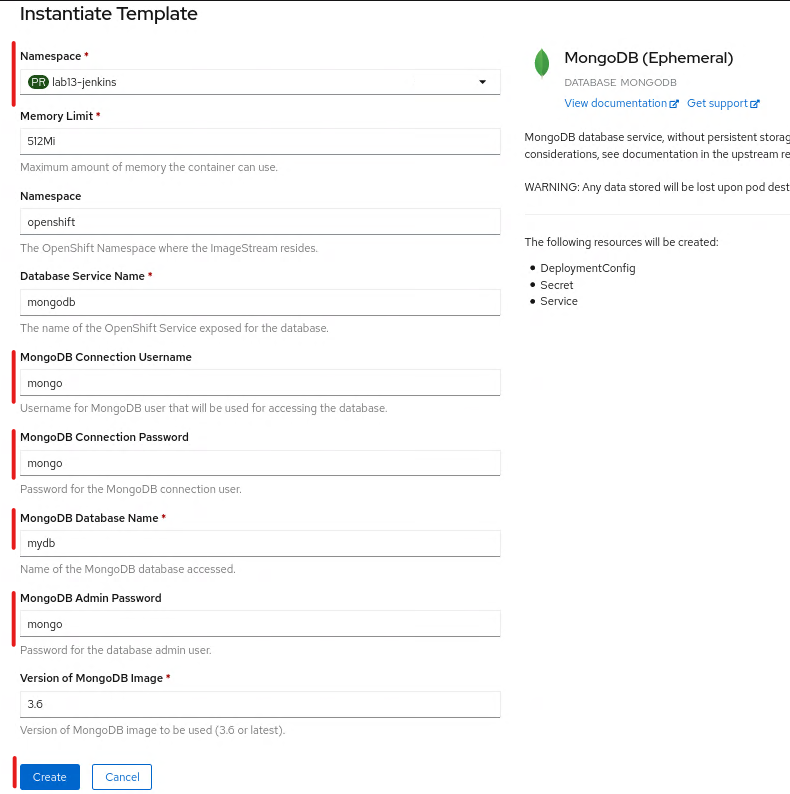 Instantiate Template
Namespace *
PR lab13-jenkins
Memory Limit *
512Mi
Maximum amount of memory the container can use.
Namespace
openshift
The OpenShift Namespace where the ImageStream resides.
Database Service Name *
mongodb
The name of the OpenShift Service exposed for the database.
MongoDB Connection Username
mongo
Username for MongoDB user that will be used for accessing the database.
MongoDB Connection Password
mongo
Password for the MongoDB connection user.
MongoDB Database Name *
mydb
Name of the MongoDB database accessed.
MongoDB Admin Password
mongo
Password for the database admin user.
Version of MongoDB Image *
3.6
Version of MongoDB image to be used (3.6 or latest).
Create Cancel
MongoDB (Ephemeral)
DATABASE MONGODB
View documentation Get support
MongoDB database service, without persistent storag
considerations, see documentation in the upstream re
WARNING: Any data stored will be lost upon pod dest
The following resources will be created:
• DeploymentConfig
• Secret
• Service